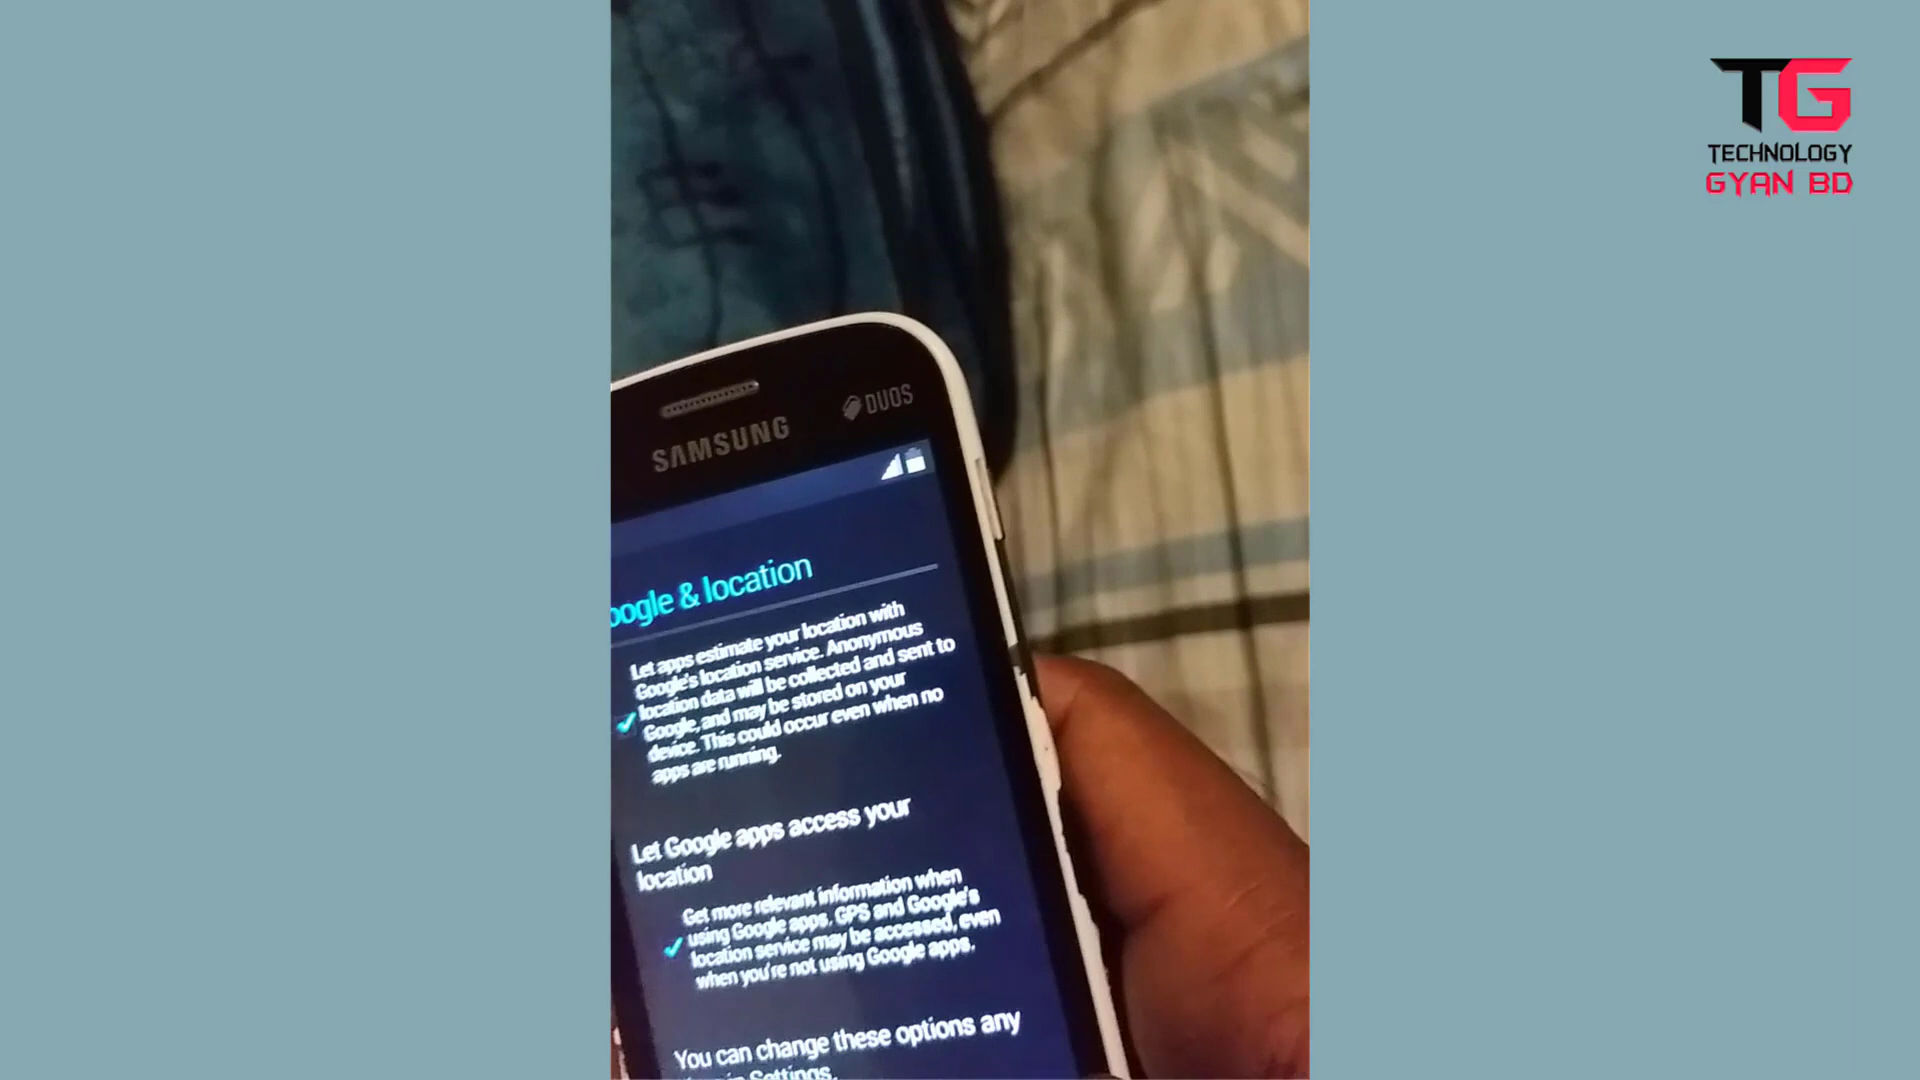 TG
TECHNOLOGY
GYAN BD
DUOS
SAMSUNG
oogle & location
Let apps estimate your location with
Google's location service. Anonymous
location data will be collected and sent to
Google, and may be stored on your
device. This could occur even when no
apps are running.
Let Google apps access your
location
Get more relevant information when
using Google apps. GPS and Google's
location service may be accessed, even
when you're not using Google apps.
You can change these options any
in Settings.